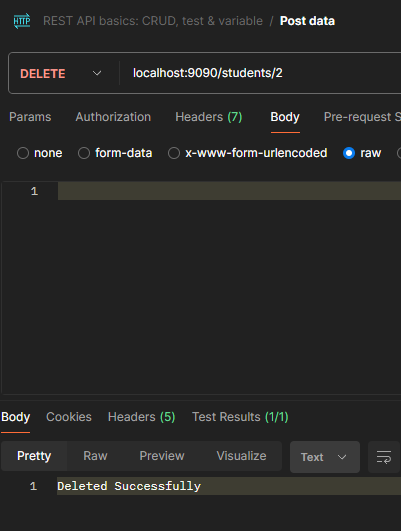 HTTP REST API basics: CRUD, test & variable / Post data
DELETE localhost:9090/students/2
Params Authorization Headers (7) Body Pre-request S
none form-data x-www-form-urlencoded raw
1
Body Cookies Headers (5) Test Results (1/1)
Pretty Raw Preview Visualize Text
1 Deleted Successfully